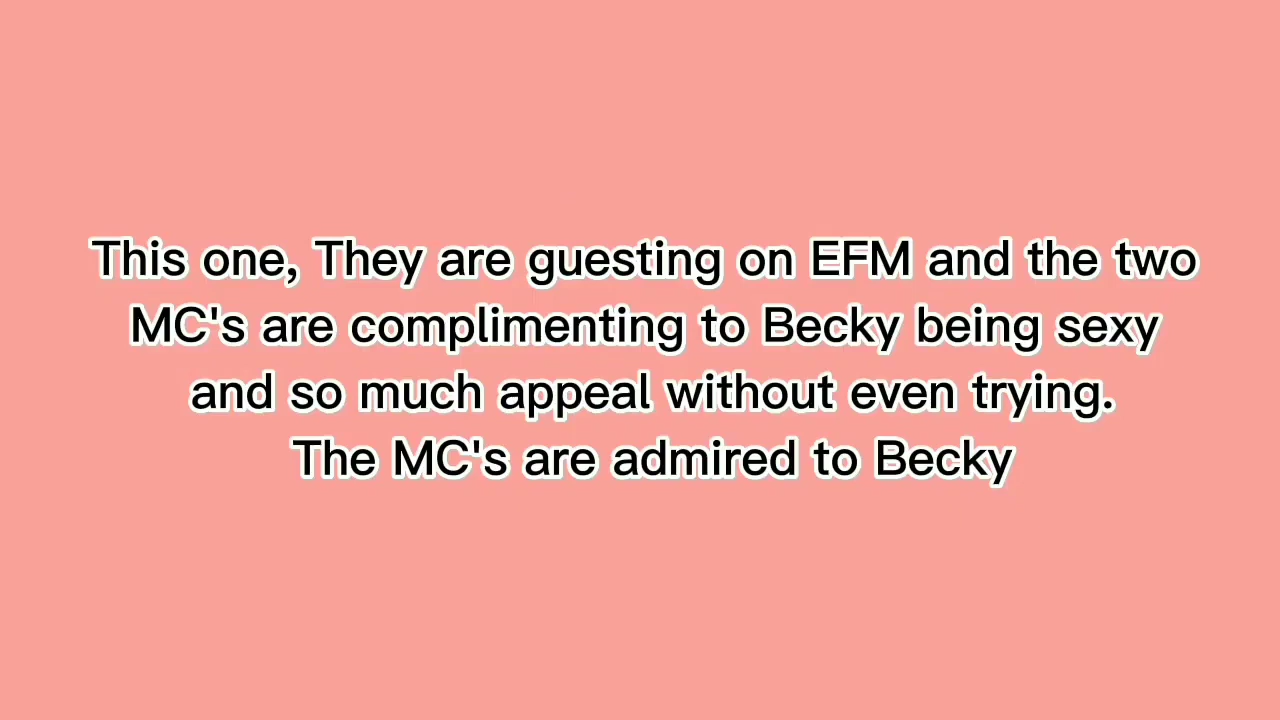 This one, They are guesting on EFM and the two
MC's are complimenting to Becky being sexy
and so much appeal without even trying.
The MC's are admired to Becky